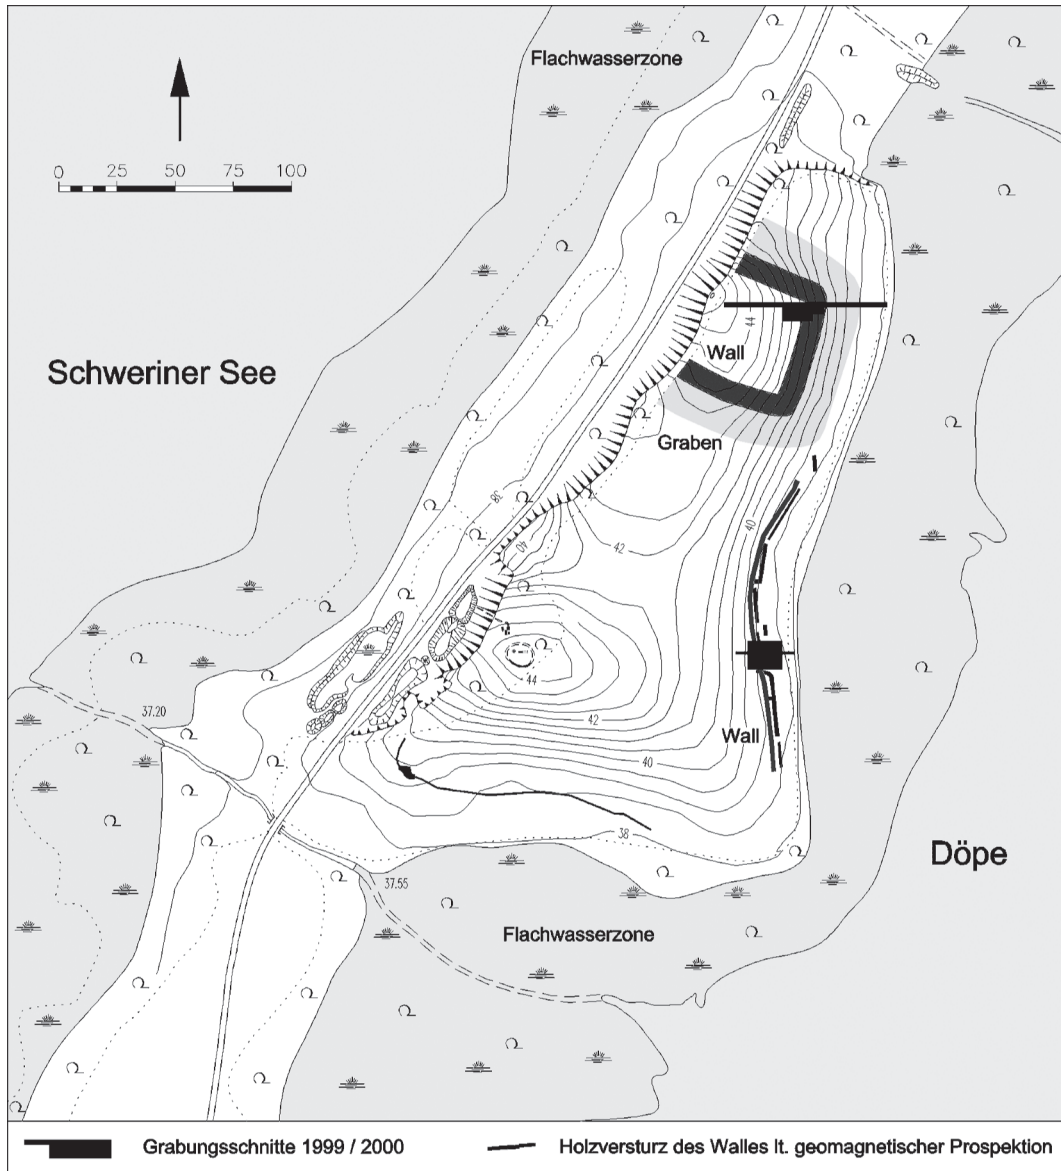 Flachwasserzone
0 25 50 75 100
44
Schweriner See
Wall
Graben
38
40
42
40
44
42
37.20
Wall
40
38
Döpe
37.55
Flachwasserzone
Grabungsschnitte 1999 / 2000
Holzversturz des Walles lt. geomagnetischer Prospektion